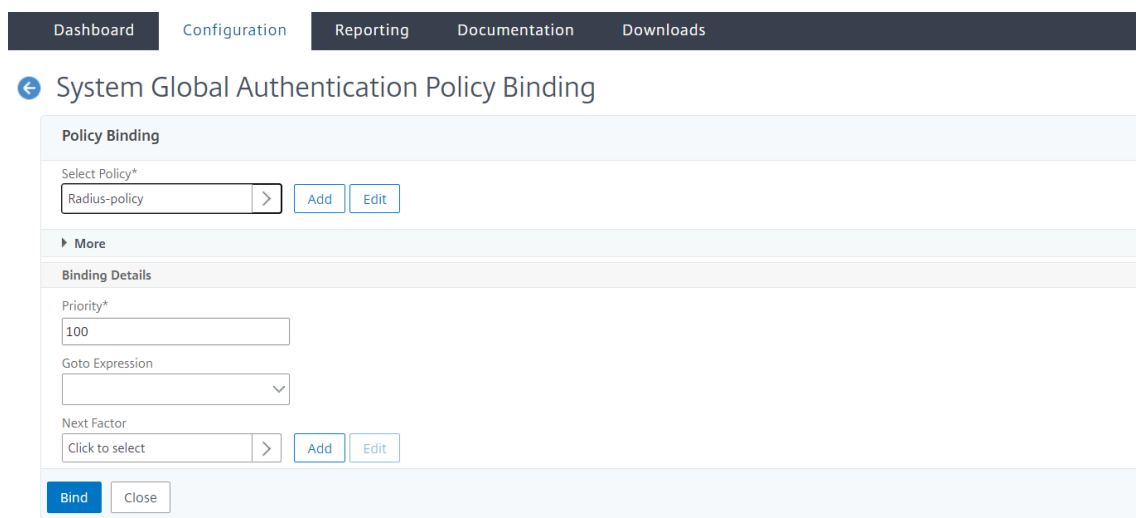 Dashboard Configuration Reporting Documentation Downloads
System Global Authentication Policy Binding
Policy Binding
Select Policy*
Radius-policy Add Edit
More
Binding Details
Priority*
100
Goto Expression
Next Factor
Click to select Add Edit
Bind Close